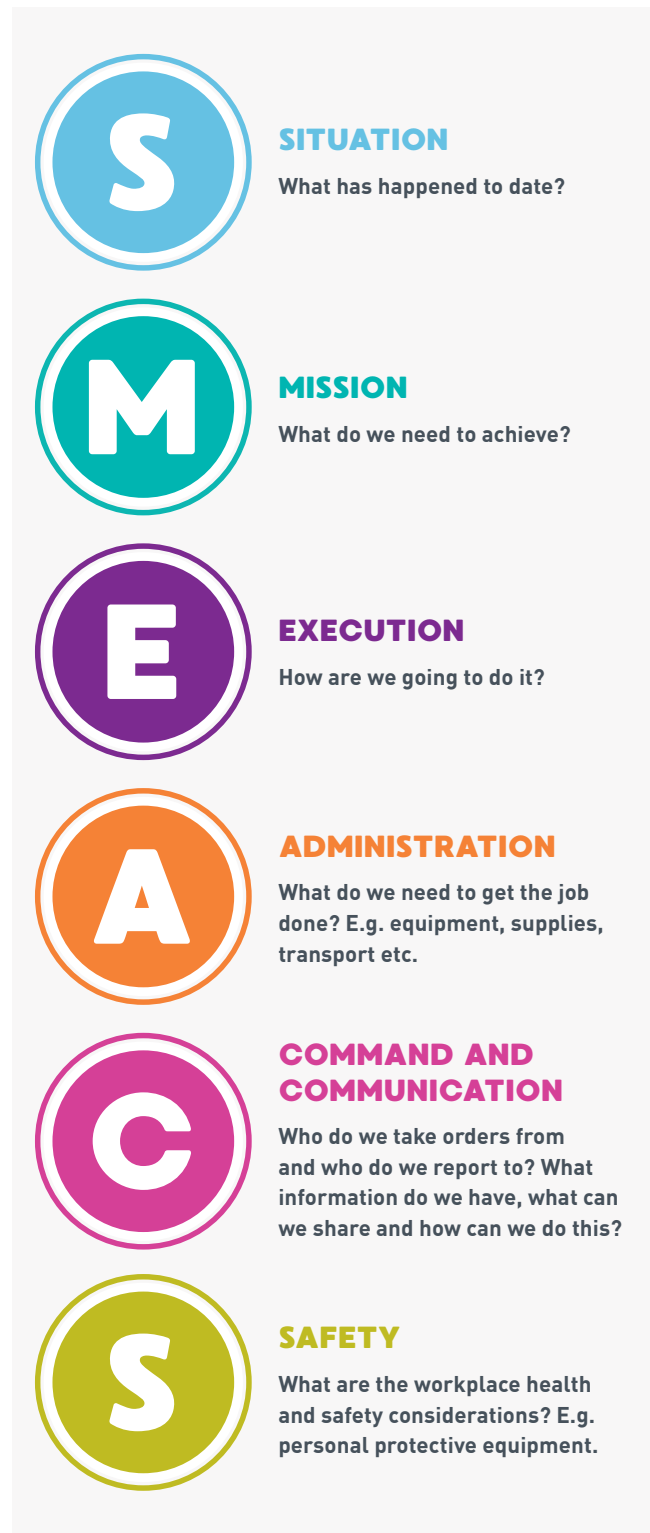 S
SITUATION
What has happened to date?
M
MISSION
What do we need to achieve?
E
EXECUTION
How are we going to do it?
A
ADMINISTRATION
What do we need to get the job
done? E.g. equipment, supplies,
transport etc.
C
COMMAND AND
COMMUNICATION
Who do we take orders from
and who do we report to? What
information do we have, what can
we share and how can we do this?
S
SAFETY
What are the workplace health
and safety considerations? E.g.
personal protective equipment.